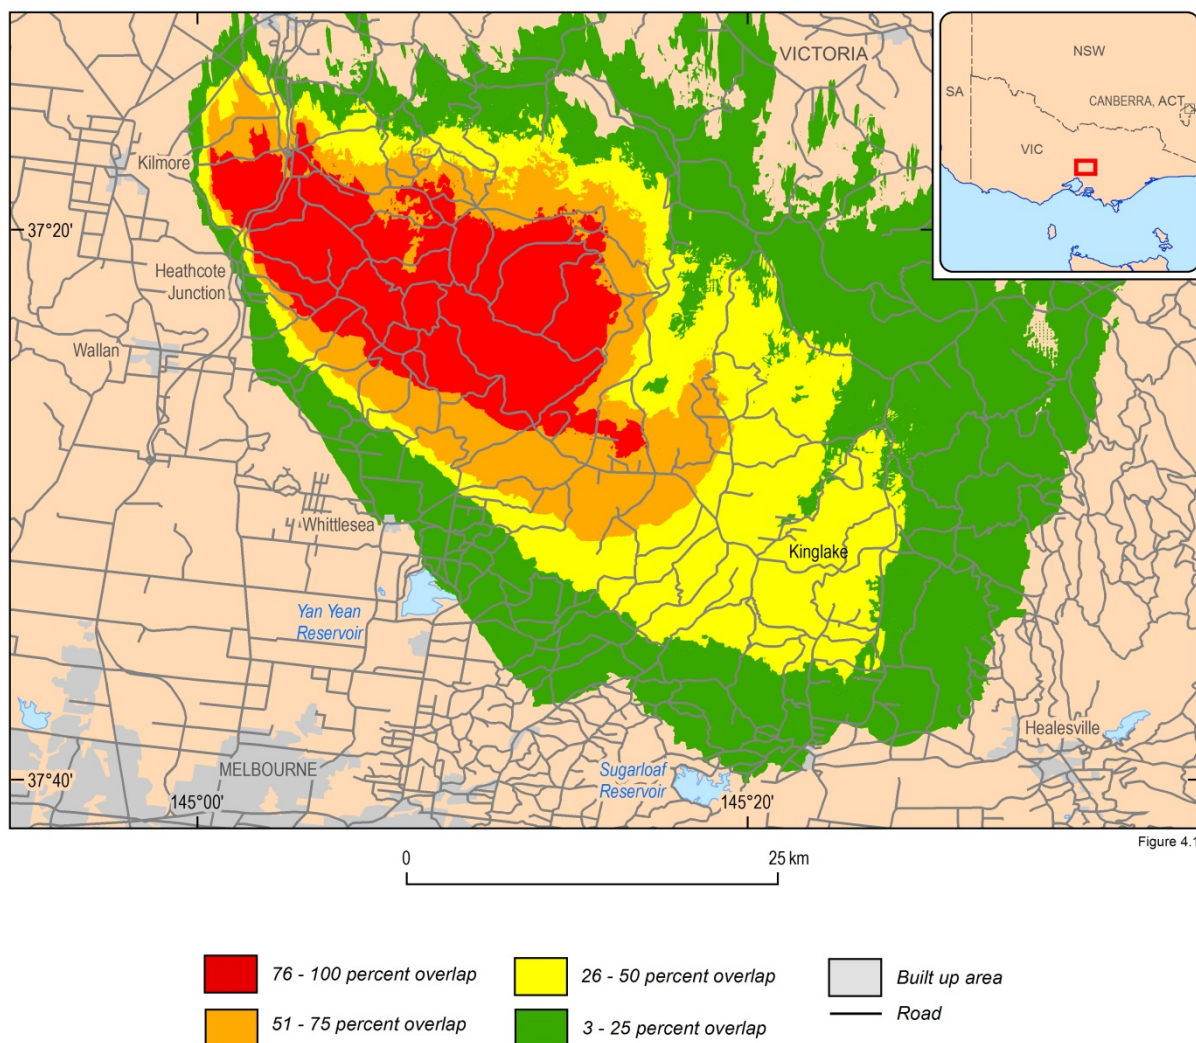 VICTORIA
NSW
SA
CANBERRA, ACT
VIC
Kilmore
37°20'
Heathcote
Junction
Wallan
Whittlesea
Kinglake
Yan Yean
Reservoir
Healesville
MELBOURNE
Sugarloaf
Reservoir
37°40'
145°00'
145°20'
Figure 4.1
0
25 km
76 - 100 percent overlap
26 - 50 percent overlap
Built up area
51 - 75 percent overlap
3 - 25 percent overlap
Road